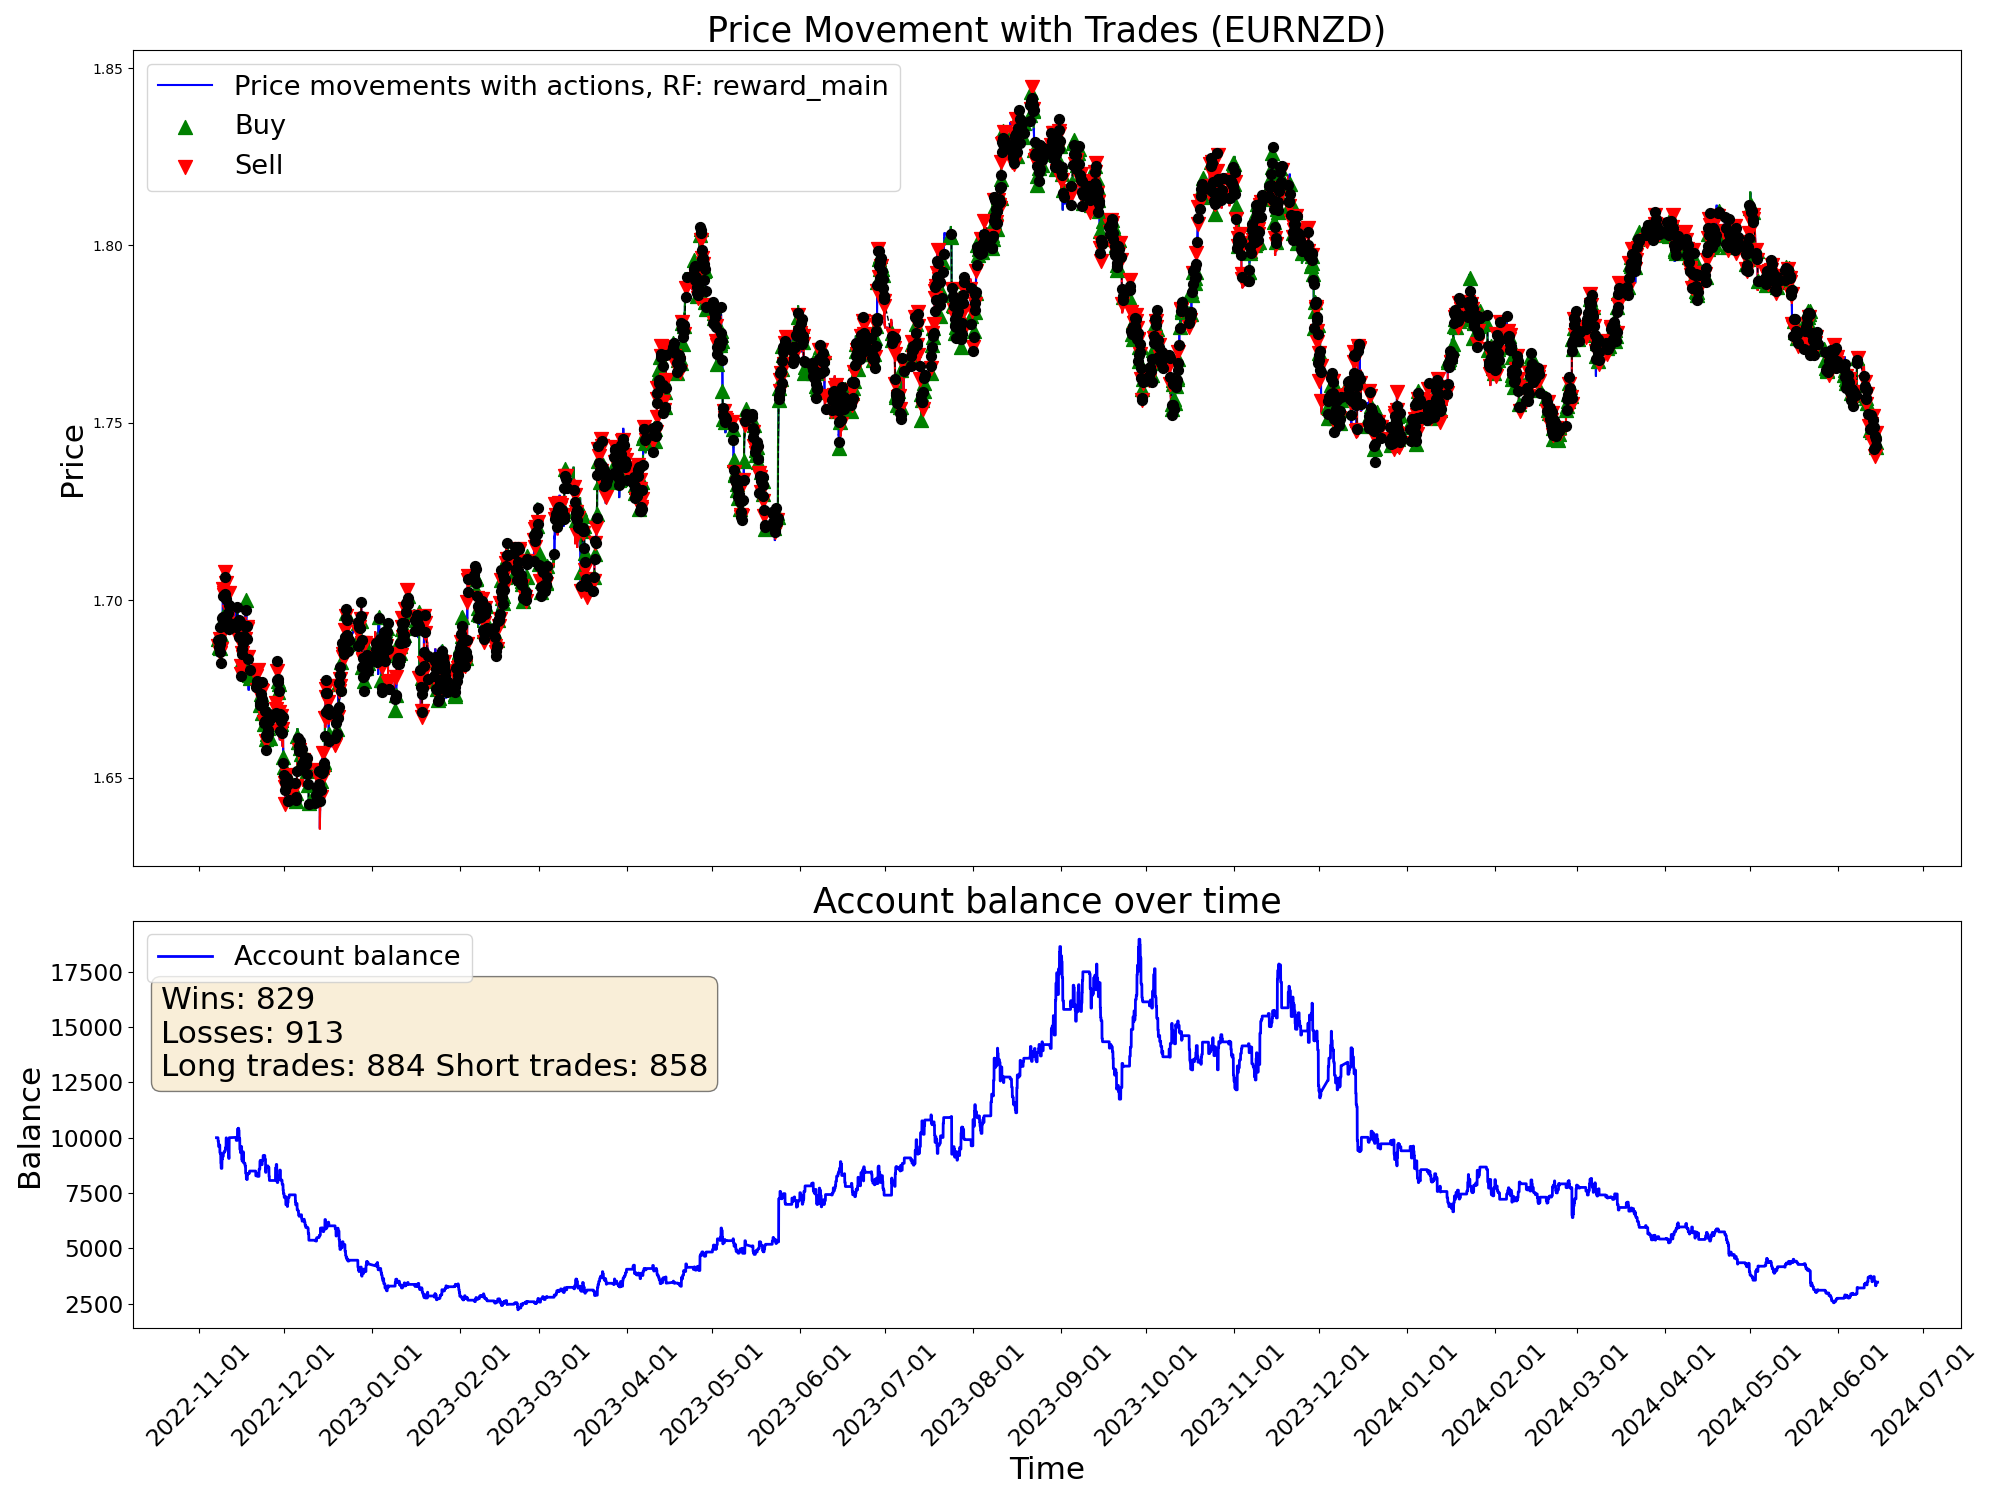 Price Movement with Trades (EURNZD)
Price movements with actions, RF: reward_main
Buy
Sell
Price
1.85
1.80
1.75
1.70
1.65
Account balance over time
Account balance
Wins: 829
Losses: 913
Long trades: 884 Short trades: 858
Balance
17500
15000
12500
10000
7500
5000
2500
2022-11-01
2022-12-01
2023-01-01
2023-02-01
2023-03-01
2023-04-01
2023-05-01
2023-06-01
2023-07-01
2023-08-01
2023-09-01
2023-10-01
2023-11-01
2023-12-01
2024-01-01
2024-02-01
2024-03-01
2024-04-01
2024-05-01
2024-06-01
2024-07-01
Time